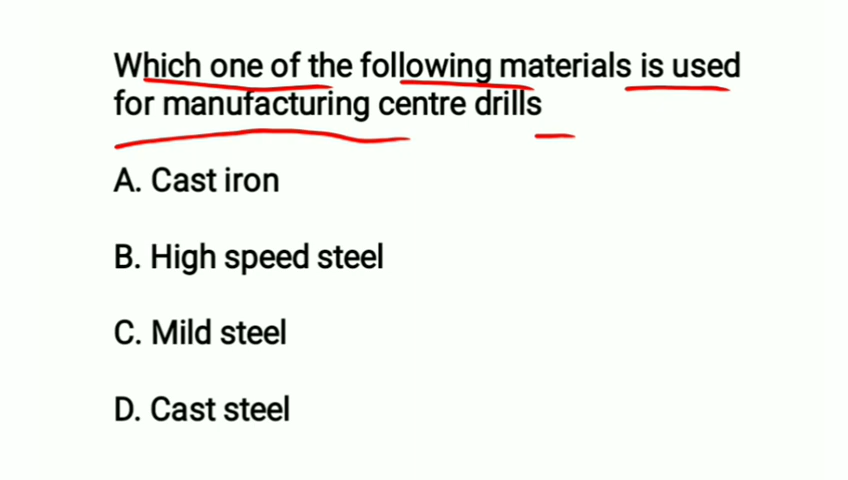 Which one of the following materials is used
for manufacturing centre drills
A. Cast iron
B. High speed steel
C. Mild steel
D. Cast steel